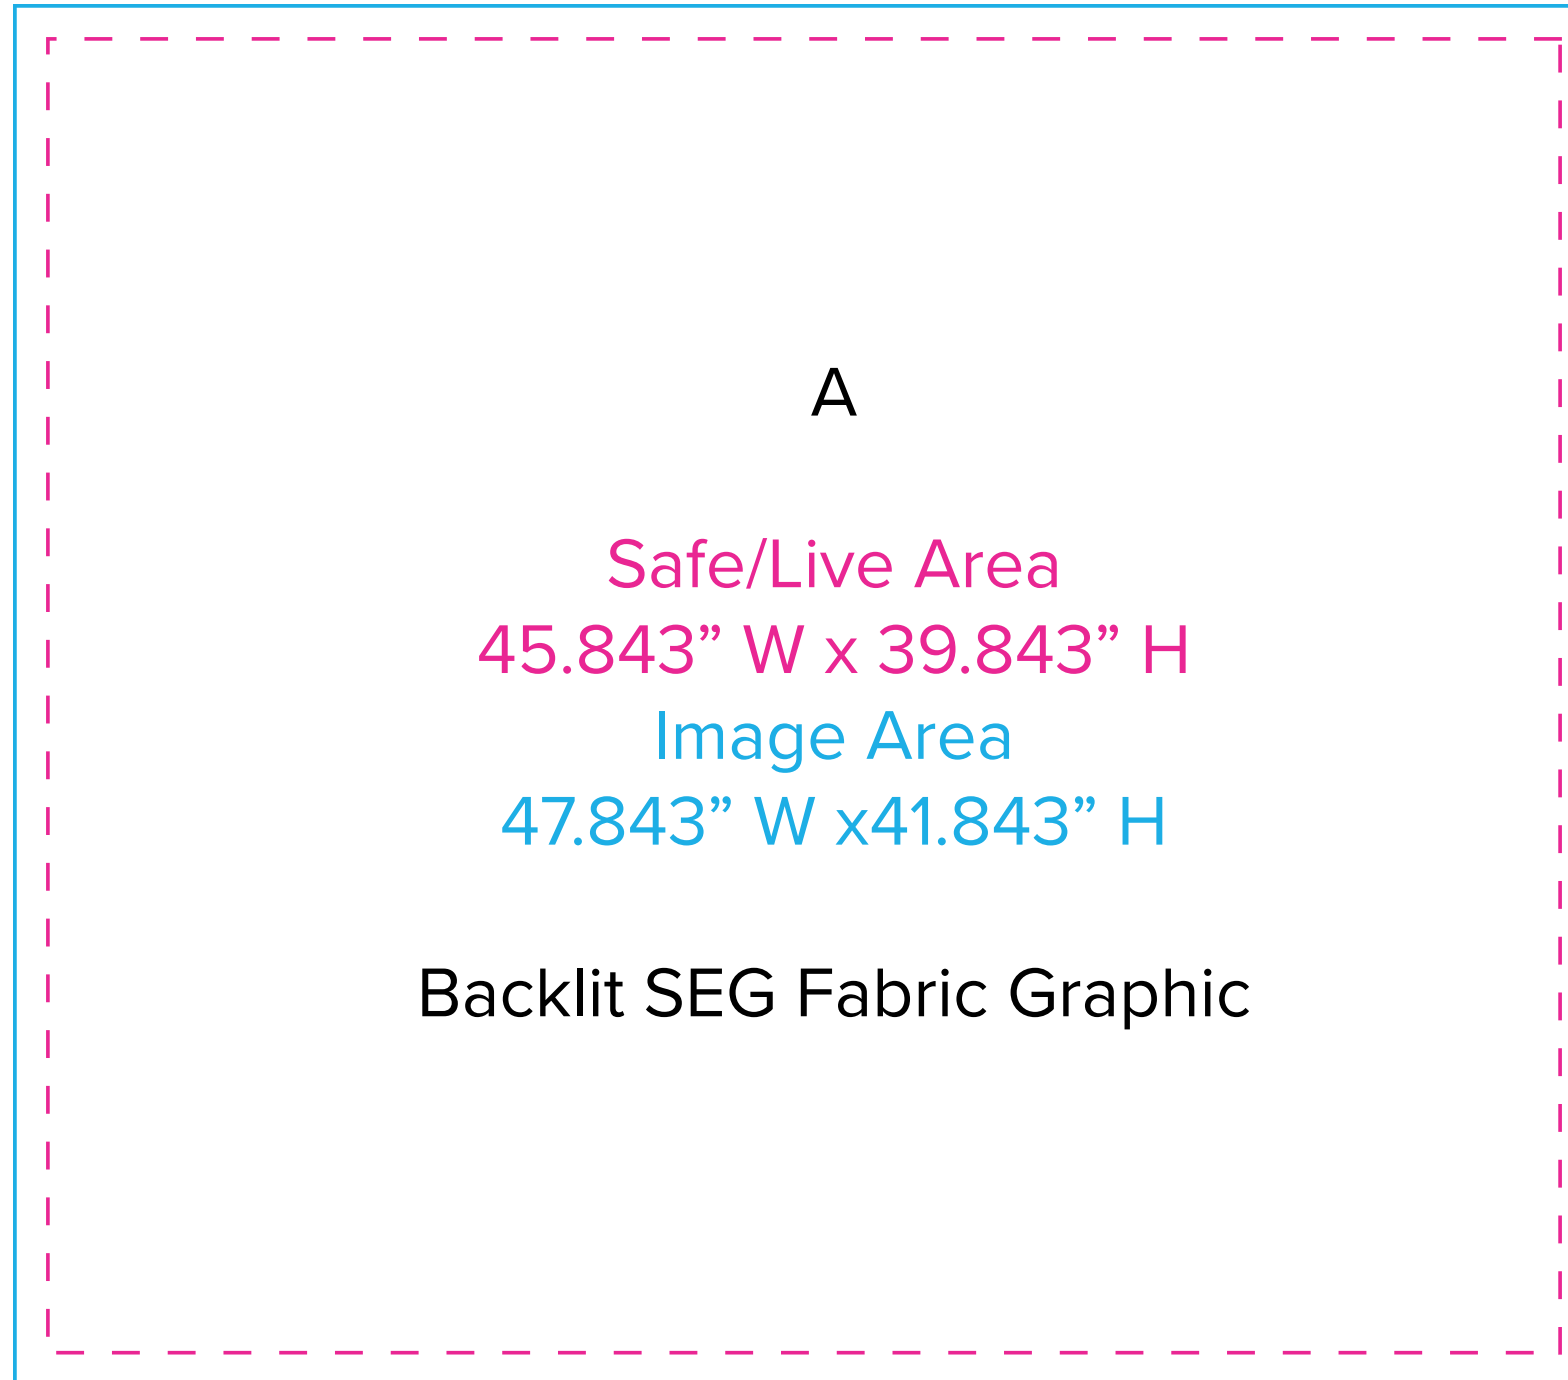 A
Safe/Live Area
45.843” W x 39.843” H
Image Area
47.843” W x41.843” H
Backlit SEG Fabric Graphic